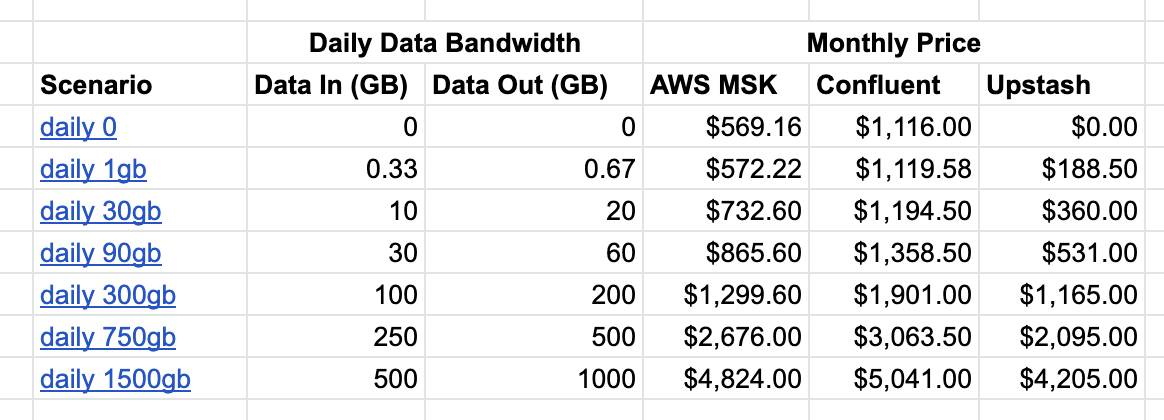 Daily Data Bandwidth Monthly Price
Scenario Data In (GB) Data Out (GB) AWS MSK Confluent Upstash
daily 0 0 0 $569.16 $1,116.00 $0.00
daily 1gb 0.33 0.67 $572.22 $1,119.58 $188.50
daily 30gb 10 20 $732.60 $1,194.50 $360.00
daily 90gb 30 60 $865.60 $1,358.50 $531.00
daily 300gb 100 200 $1,299.60 $1,901.00 $1,165.00
daily 750gb 250 500 $2,676.00 $3,063.50 $2,095.00
daily 1500gb 500 1000 $4,824.00 $5,041.00 $4,205.00